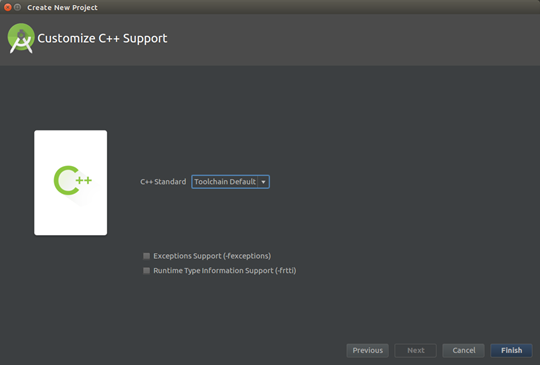 Create New Project
Customize C++ Support
C++
C++ Standard Toolchain Default
Exceptions Support (-fexceptions)
Runtime Type Information Support (-frtti)
Previous Next Cancel Finish